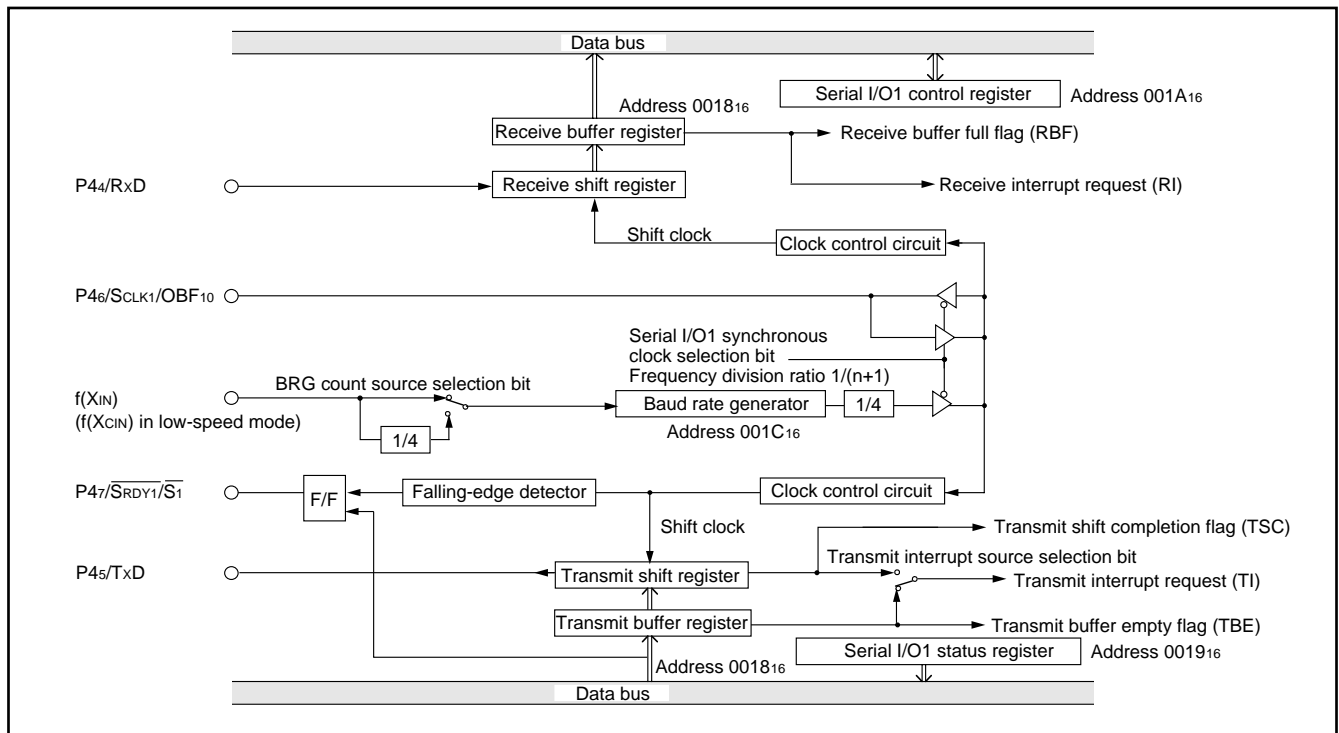 Data bus
Serial I/O1 control register
Address 001A16
Address 001816
Receive buffer register
Receive buffer full flag (RBF)
P44/RXD
Receive shift register
Receive interrupt request (RI)
Shift clock
Clock control circuit
P46/SCLK1/OBF10
Serial I/O1 synchronous
clock selection bit
Frequency division ratio 1/(n+1)
BRG count source selection bit
f(XIN)
(f(XCIN) in low-speed mode)
Baud rate generator
1/4
Address 001C16
1/4
P47/SRDY1/S1
F/F
Falling-edge detector
Clock control circuit
Shift clock
Transmit shift completion flag (TSC)
Transmit interrupt source selection bit
P45/TXD
Transmit shift register
Transmit interrupt request (TI)
Transmit buffer register
Transmit buffer empty flag (TBE)
Address 001816
Serial I/O1 status register
Address 001916
Data bus